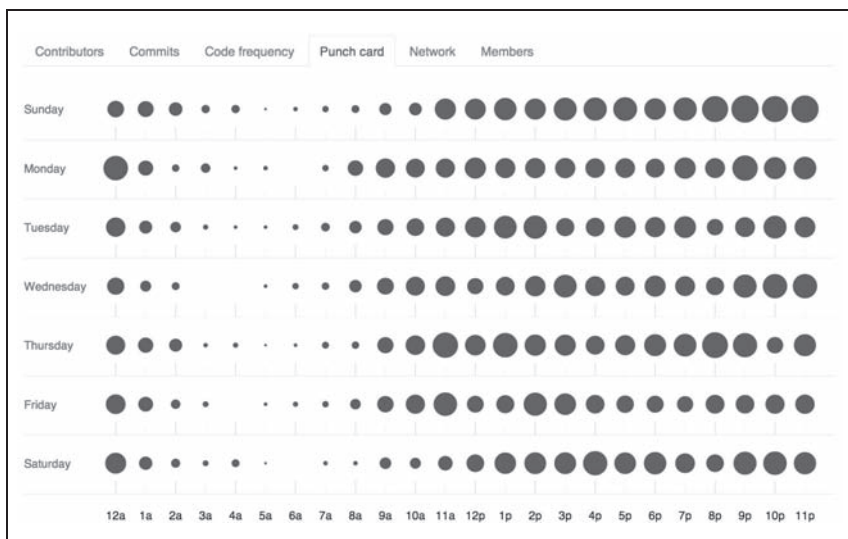 Contributors Commits Code frequency Punch card Network Members
Sunday
Monday
Tuesday
Wednesday
Thursday
Friday
Saturday
12a 1a 2a 3a 4a 5a 6a 7a 8a 9a 10a 11a 12p 1p 2p 3p 4p 5p 6p 7p 8p 9p 10p 11p